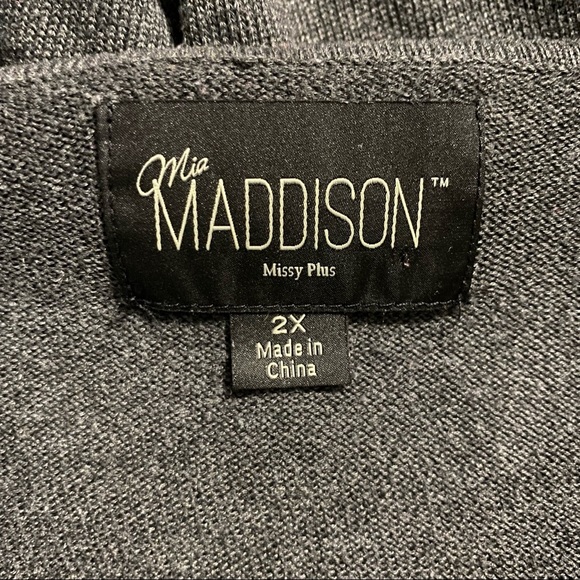 Mia
MADDISON™
Missy Plus
2X
Made in
China